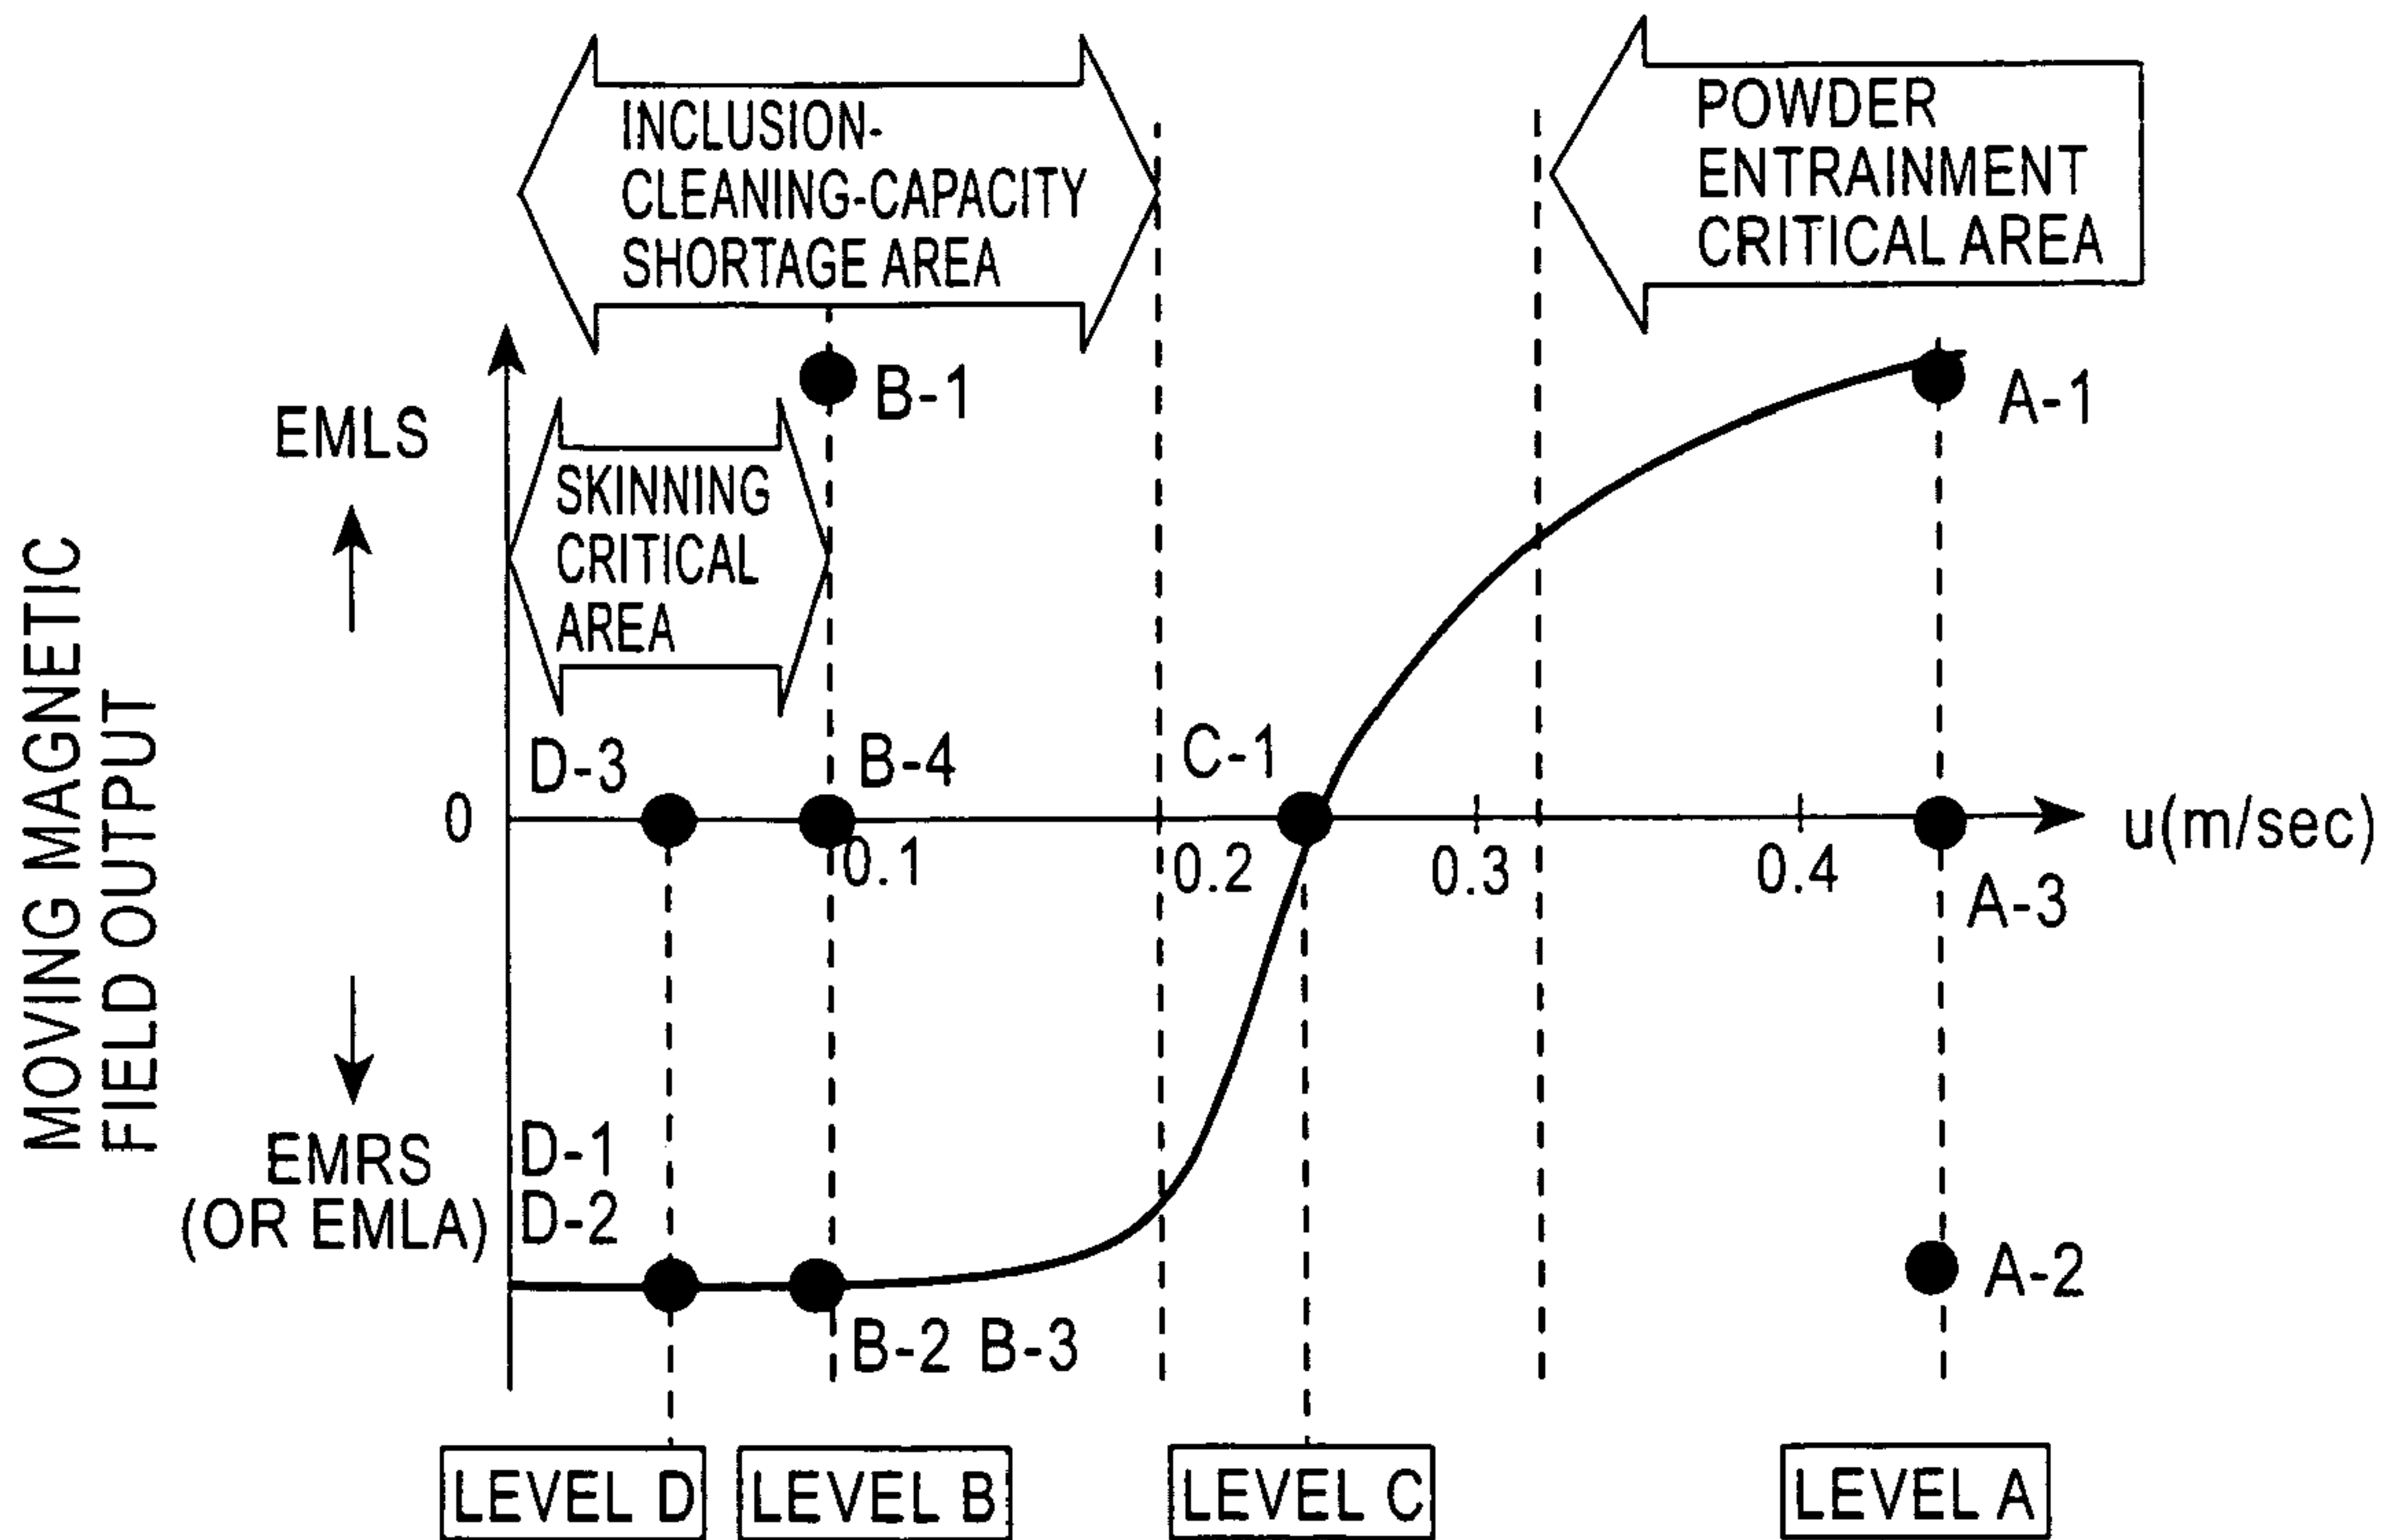 INCLUSION-
CLEANING-CAPACITY
SHORTAGE AREA
POWDER
ENTRAINMENT
CRITICAL AREA
B-1
A-1
EMLS
SKINNING
CRITICAL
AREA
MOVING MAGNETIC
FIELD OUTPUT
D-3
B-4
C-1
0
0.1
0.2
0.3
0.4
u(m/sec)
A-3
EMRS
(OR EMLA)
D-1
D-2
A-2
B-2 B-3
LEVEL D
LEVEL B
LEVEL C
LEVEL A